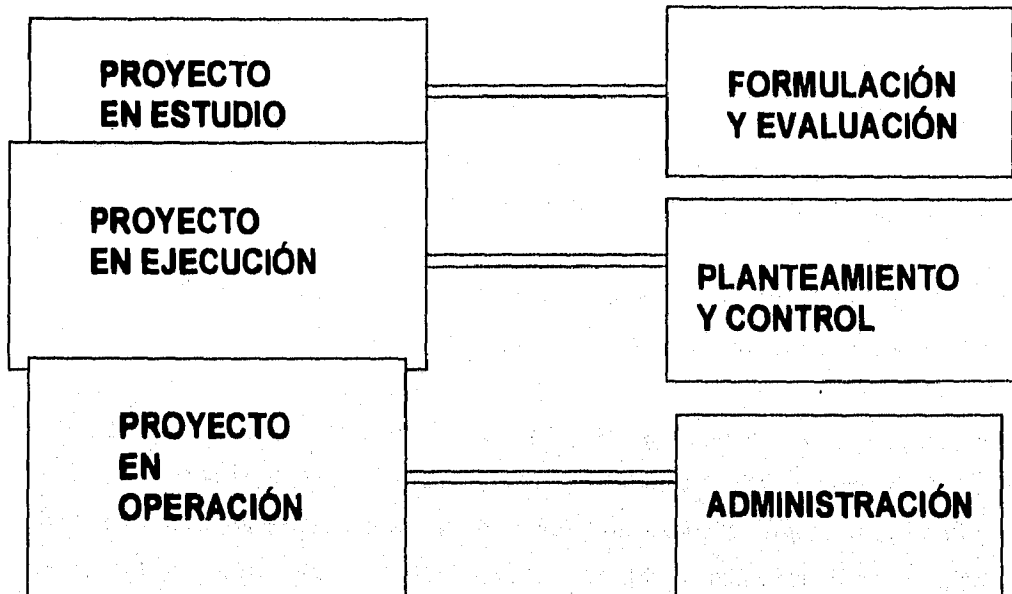 PROYECTO
EN ESTUDIO
FORMULACIÓN
Y EVALUACIÓN
PROYECTO
EN EJECUCIÓN
PLANTEAMIENTO
Y CONTROL
PROYECTO
EN
OPERACIÓN
ADMINISTRACIÓN